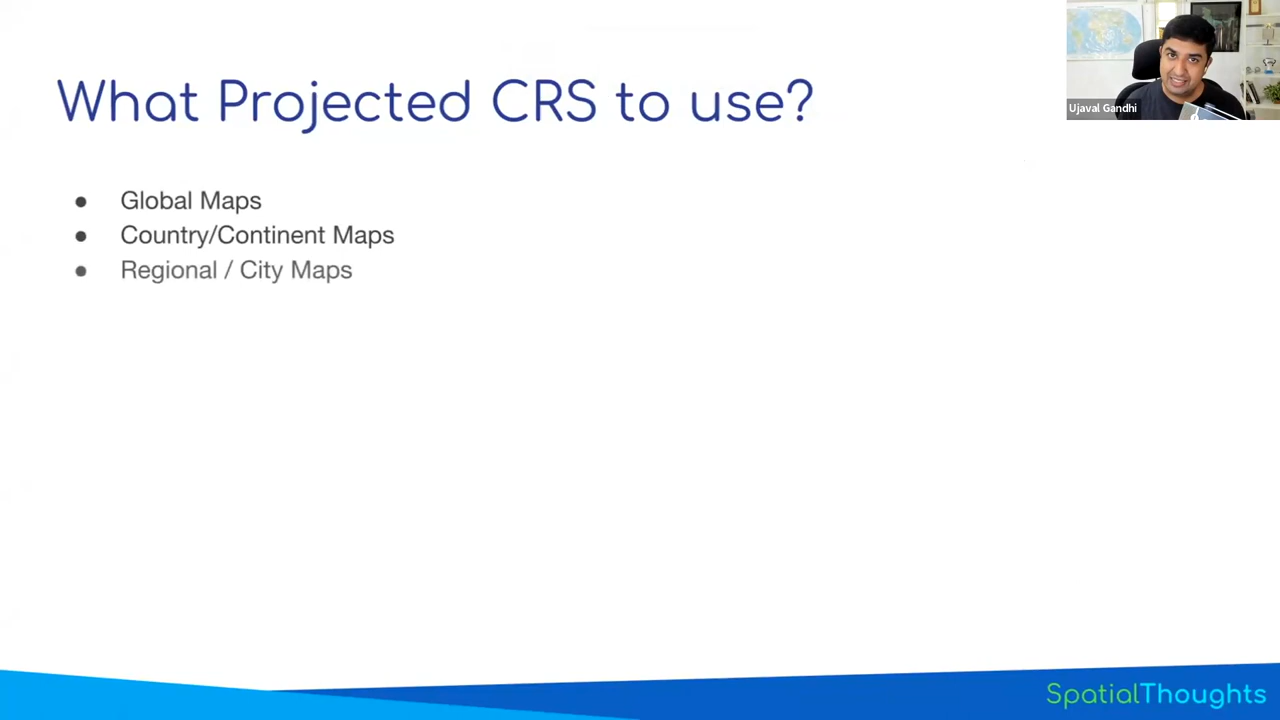 What Projected CRS to use?
Ujaval Gandhi
● Global Maps
● Country/Continent Maps
● Regional / City Maps
SpatialThoughts